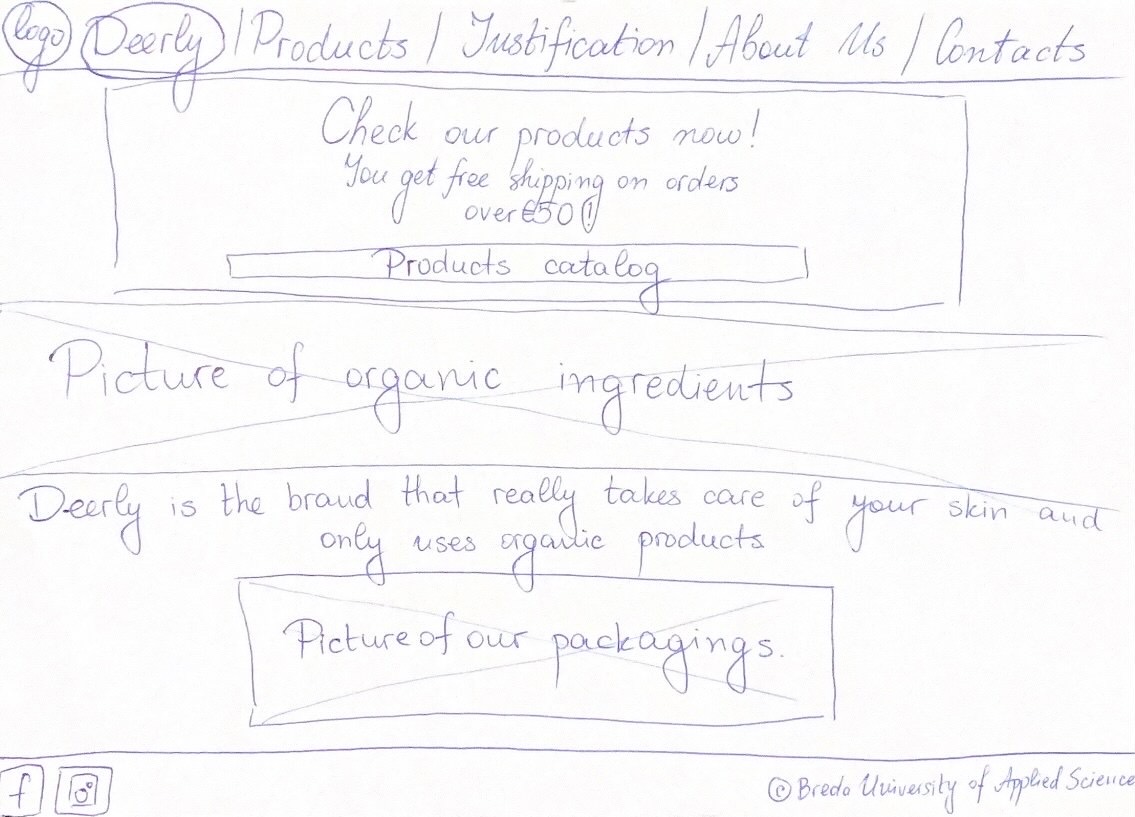 logo Deerly / Products / Justification / About Us / Contacts
Check our products now!
You get free shipping on orders
over €50!
Products catalog
Picture of organic ingredients
Deerly is the brand that really takes care of your skin and
only uses organic products
Picture of our packagings.
f
© Breda University of Applied Science